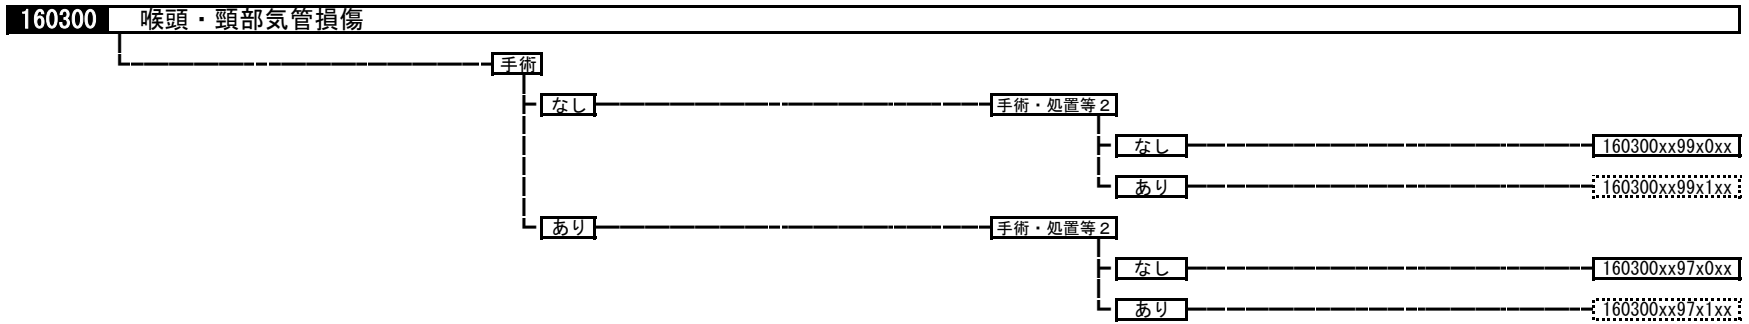 160300 喉頭・頸部気管損傷
手術
なし 手術・処置等2
なし 160300xx99x0xx
あり 160300xx99x1xx
あり 手術・処置等2
なし 160300xx97x0xx
あり 160300xx97x1xx